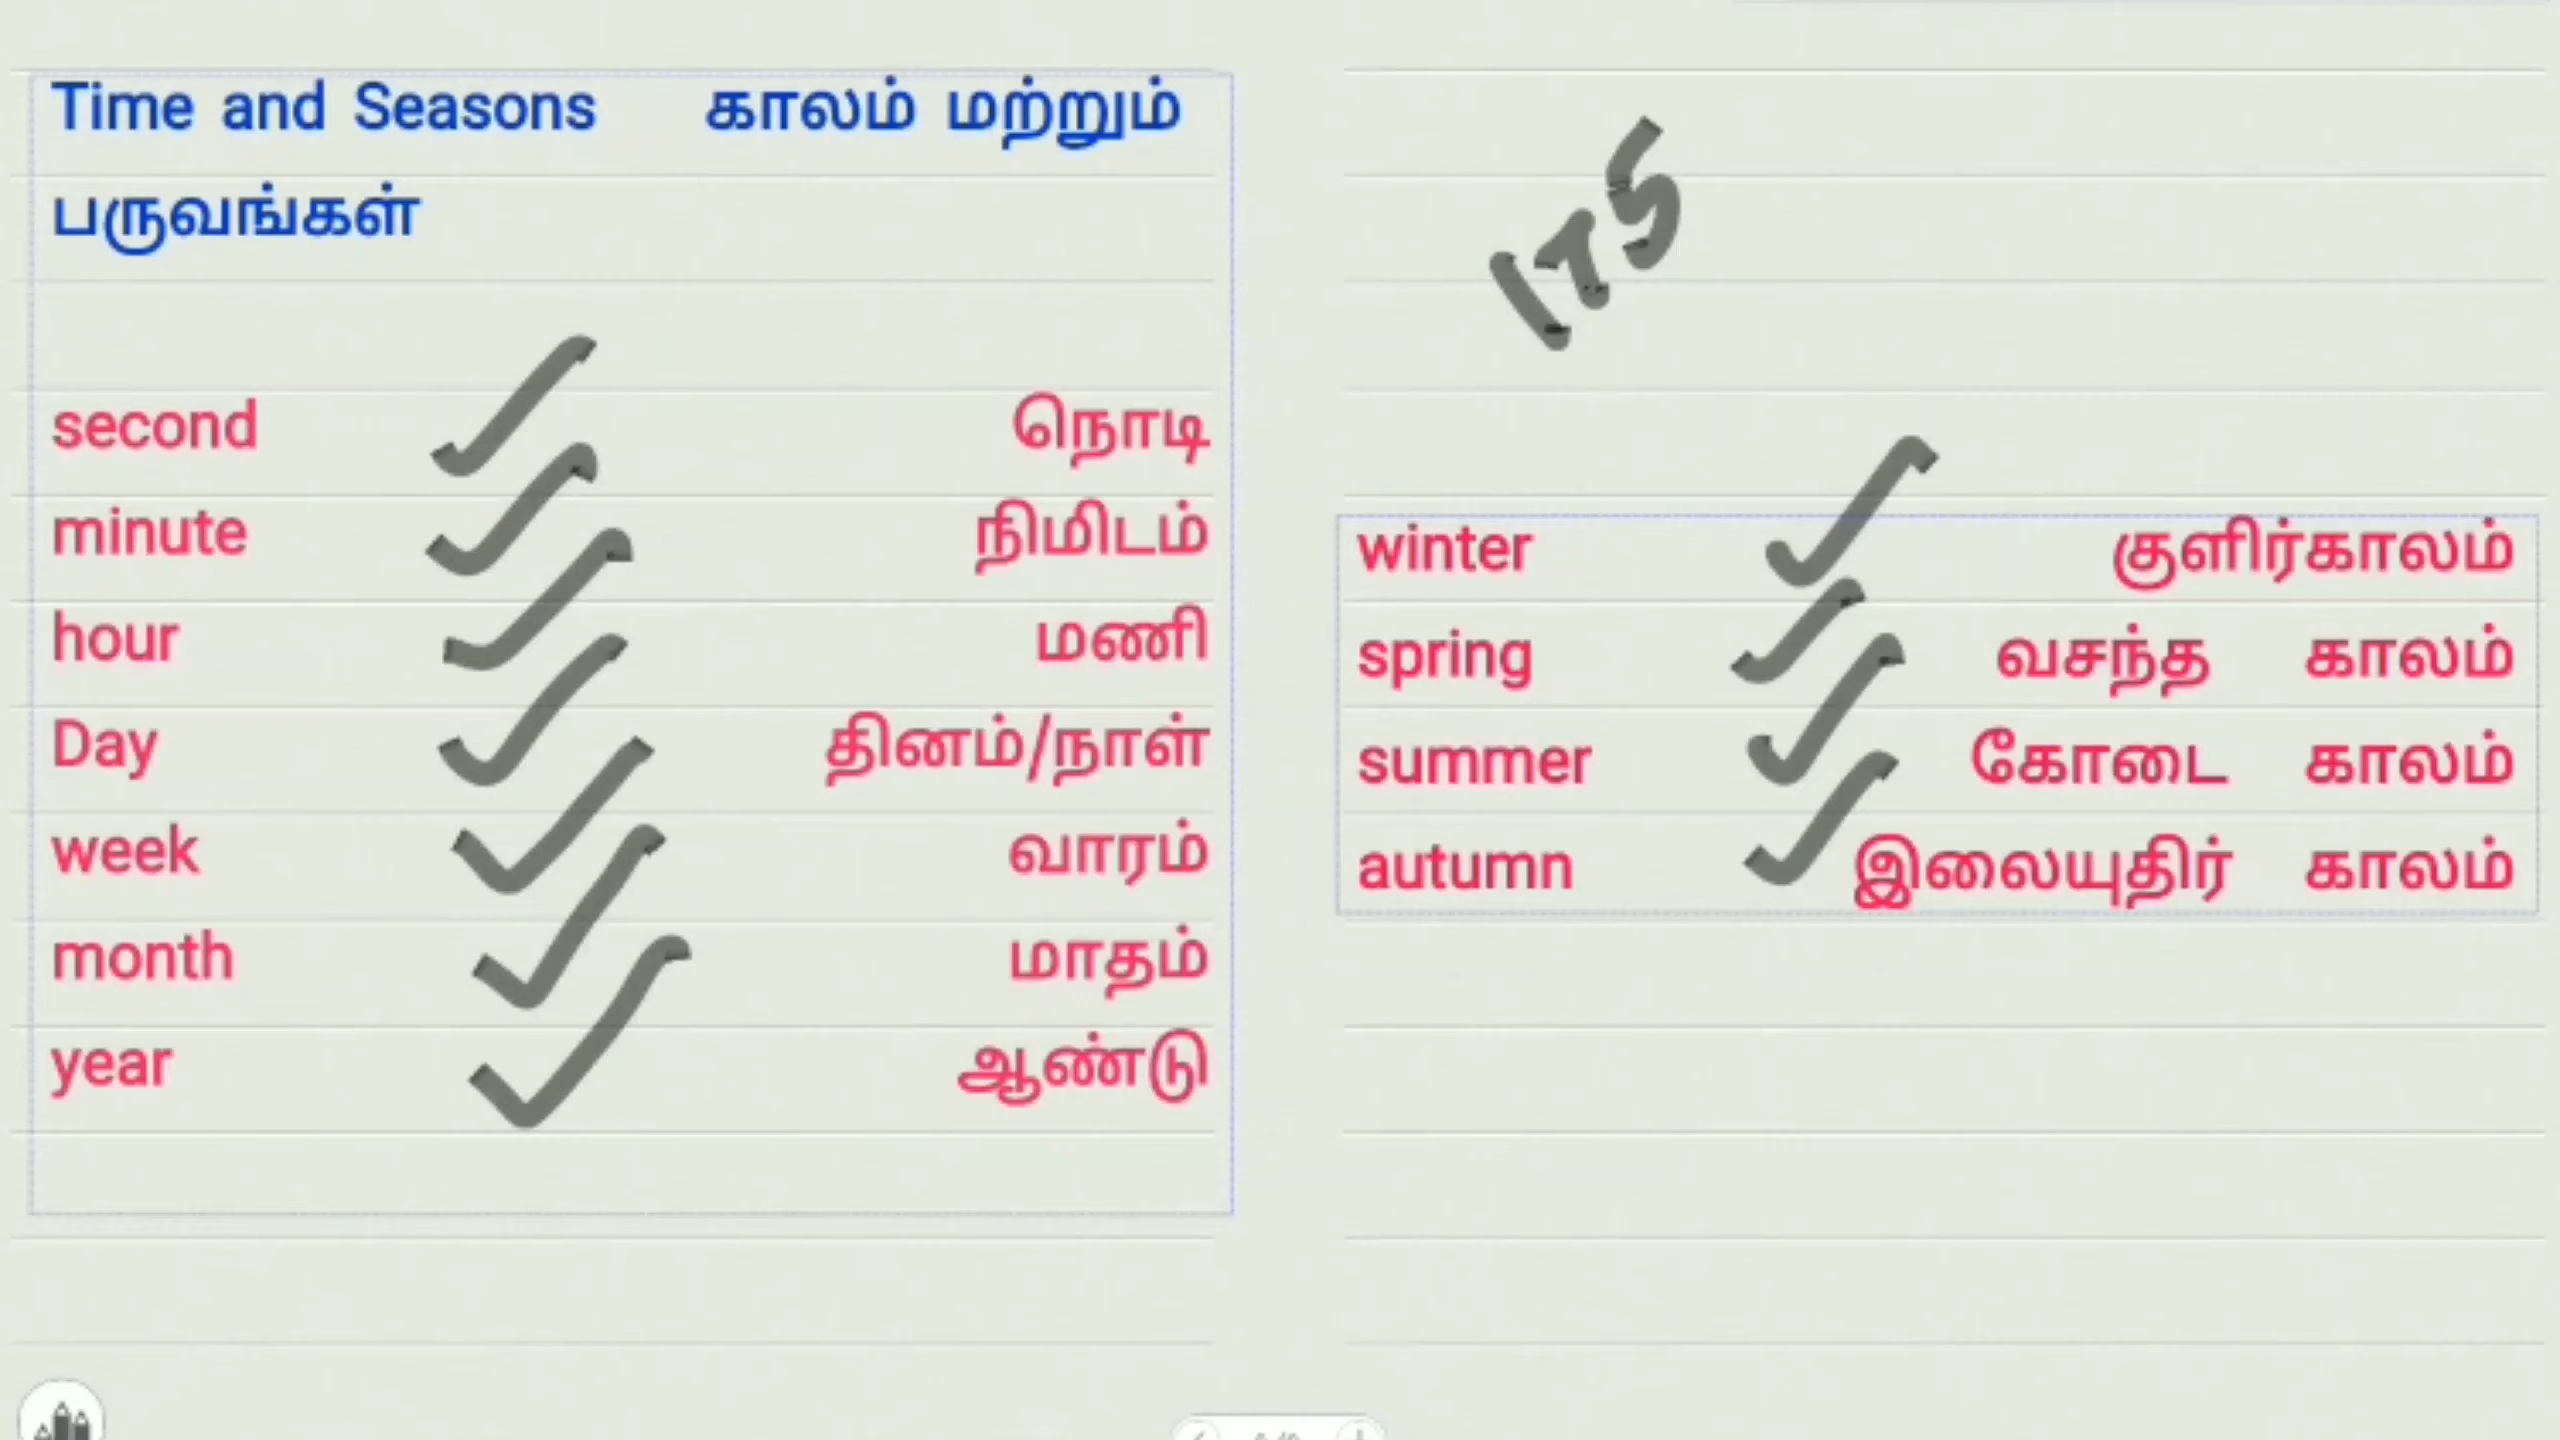 Time and Seasons காலம் மற்றும்
பருவங்கள்
second நொடி
minute நிமிடம்
hour மணி
Day தினம்/நாள்
week வாரம்
month மாதம்
year ஆண்டு
ITS
winter குளிர்காலம்
spring வசந்த காலம்
summer கோடை காலம்
autumn இலையுதிர் காலம்